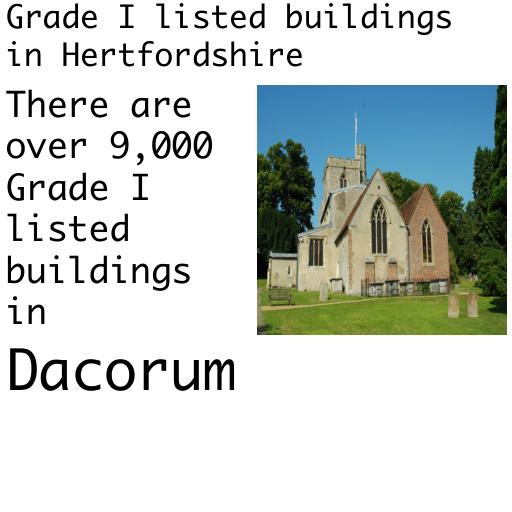 Grade I listed buildings
in Hertfordshire
There are
over 9,000
Grade I
listed
buildings
in
Dacorum